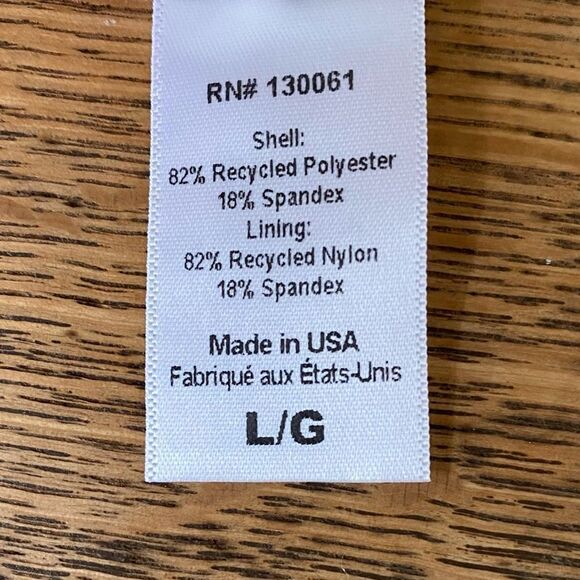 RN# 130061
Shell:
82% Recycled Polyester
18% Spandex
Lining:
82% Recycled Nylon
18% Spandex
Made in USA
Fabriqué aux États-Unis
L/G